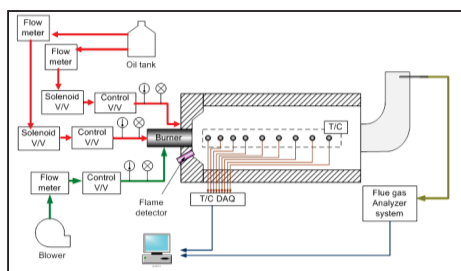 Flow
meter
Flow
meter
Oil tank
Solenoid
V/V
Control
V/V
Solenoid
V/V
Control
V/V
Burner
T/C
Flow
meter
Control
V/V
Flame
detector
T/C DAQ
Flue gas
Analyzer
system
Blower